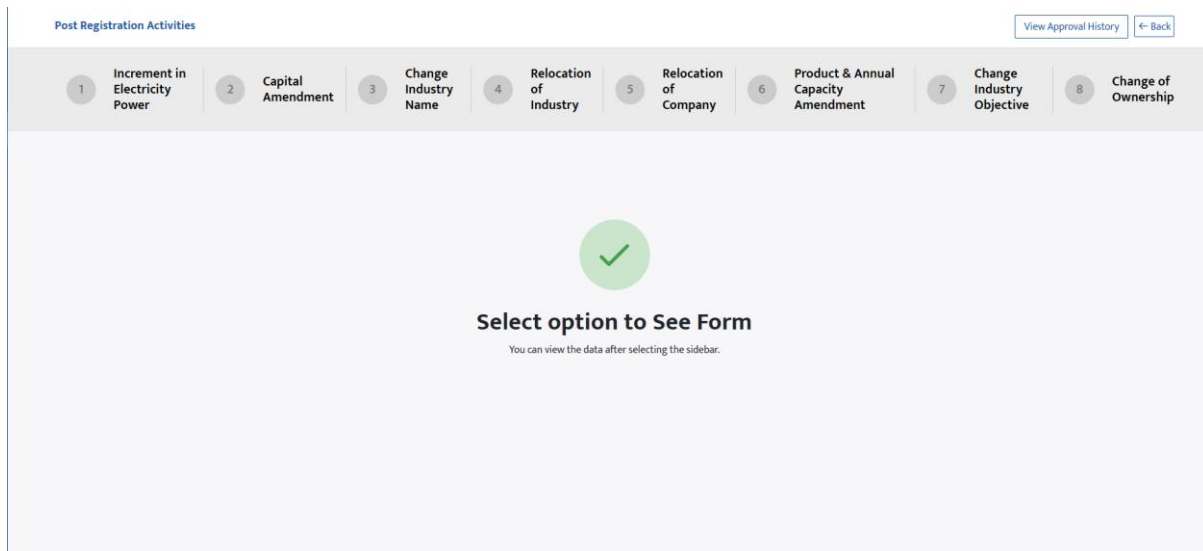 Post Registration Activities
View Approval History
← Back
1
Increment in
Electricity
Power
2
Capital
Amendment
3
Change
Industry
Name
4
Relocation
of
Industry
5
Relocation
of
Company
6
Product & Annual
Capacity
Amendment
7
Change
Industry
Objective
8
Change of
Ownership
Select option to See Form
You can view the data after selecting the sidebar.